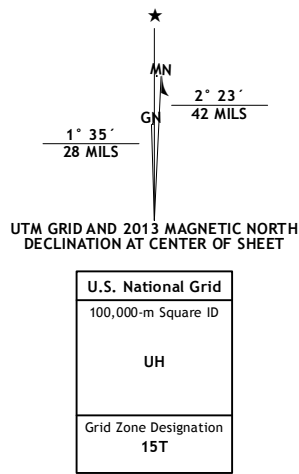 ★
MN
GN
2° 23´
42 MILS
1° 35´
28 MILS
UTM GRID AND 2013 MAGNETIC NORTH
DECLINATION AT CENTER OF SHEET
U.S. National Grid
100,000-m Square ID
UH
Grid Zone Designation
15T